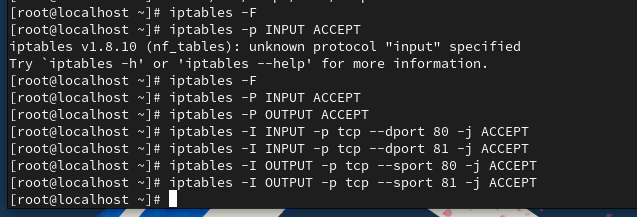 [root@localhost ~]# iptables -F
[root@localhost ~]# iptables -p INPUT ACCEPT
iptables v1.8.10 (nf_tables): unknown protocol "input" specified
Try `iptables -h' or 'iptables --help' for more information.
[root@localhost ~]# iptables -F
[root@localhost ~]# iptables -P INPUT ACCEPT
[root@localhost ~]# iptables -P OUTPUT ACCEPT
[root@localhost ~]# iptables -I INPUT -p tcp --dport 80 -j ACCEPT
[root@localhost ~]# iptables -I INPUT -p tcp --dport 81 -j ACCEPT
[root@localhost ~]# iptables -I OUTPUT -p tcp --sport 80 -j ACCEPT
[root@localhost ~]# iptables -I OUTPUT -p tcp --sport 81 -j ACCEPT
[root@localhost ~]#